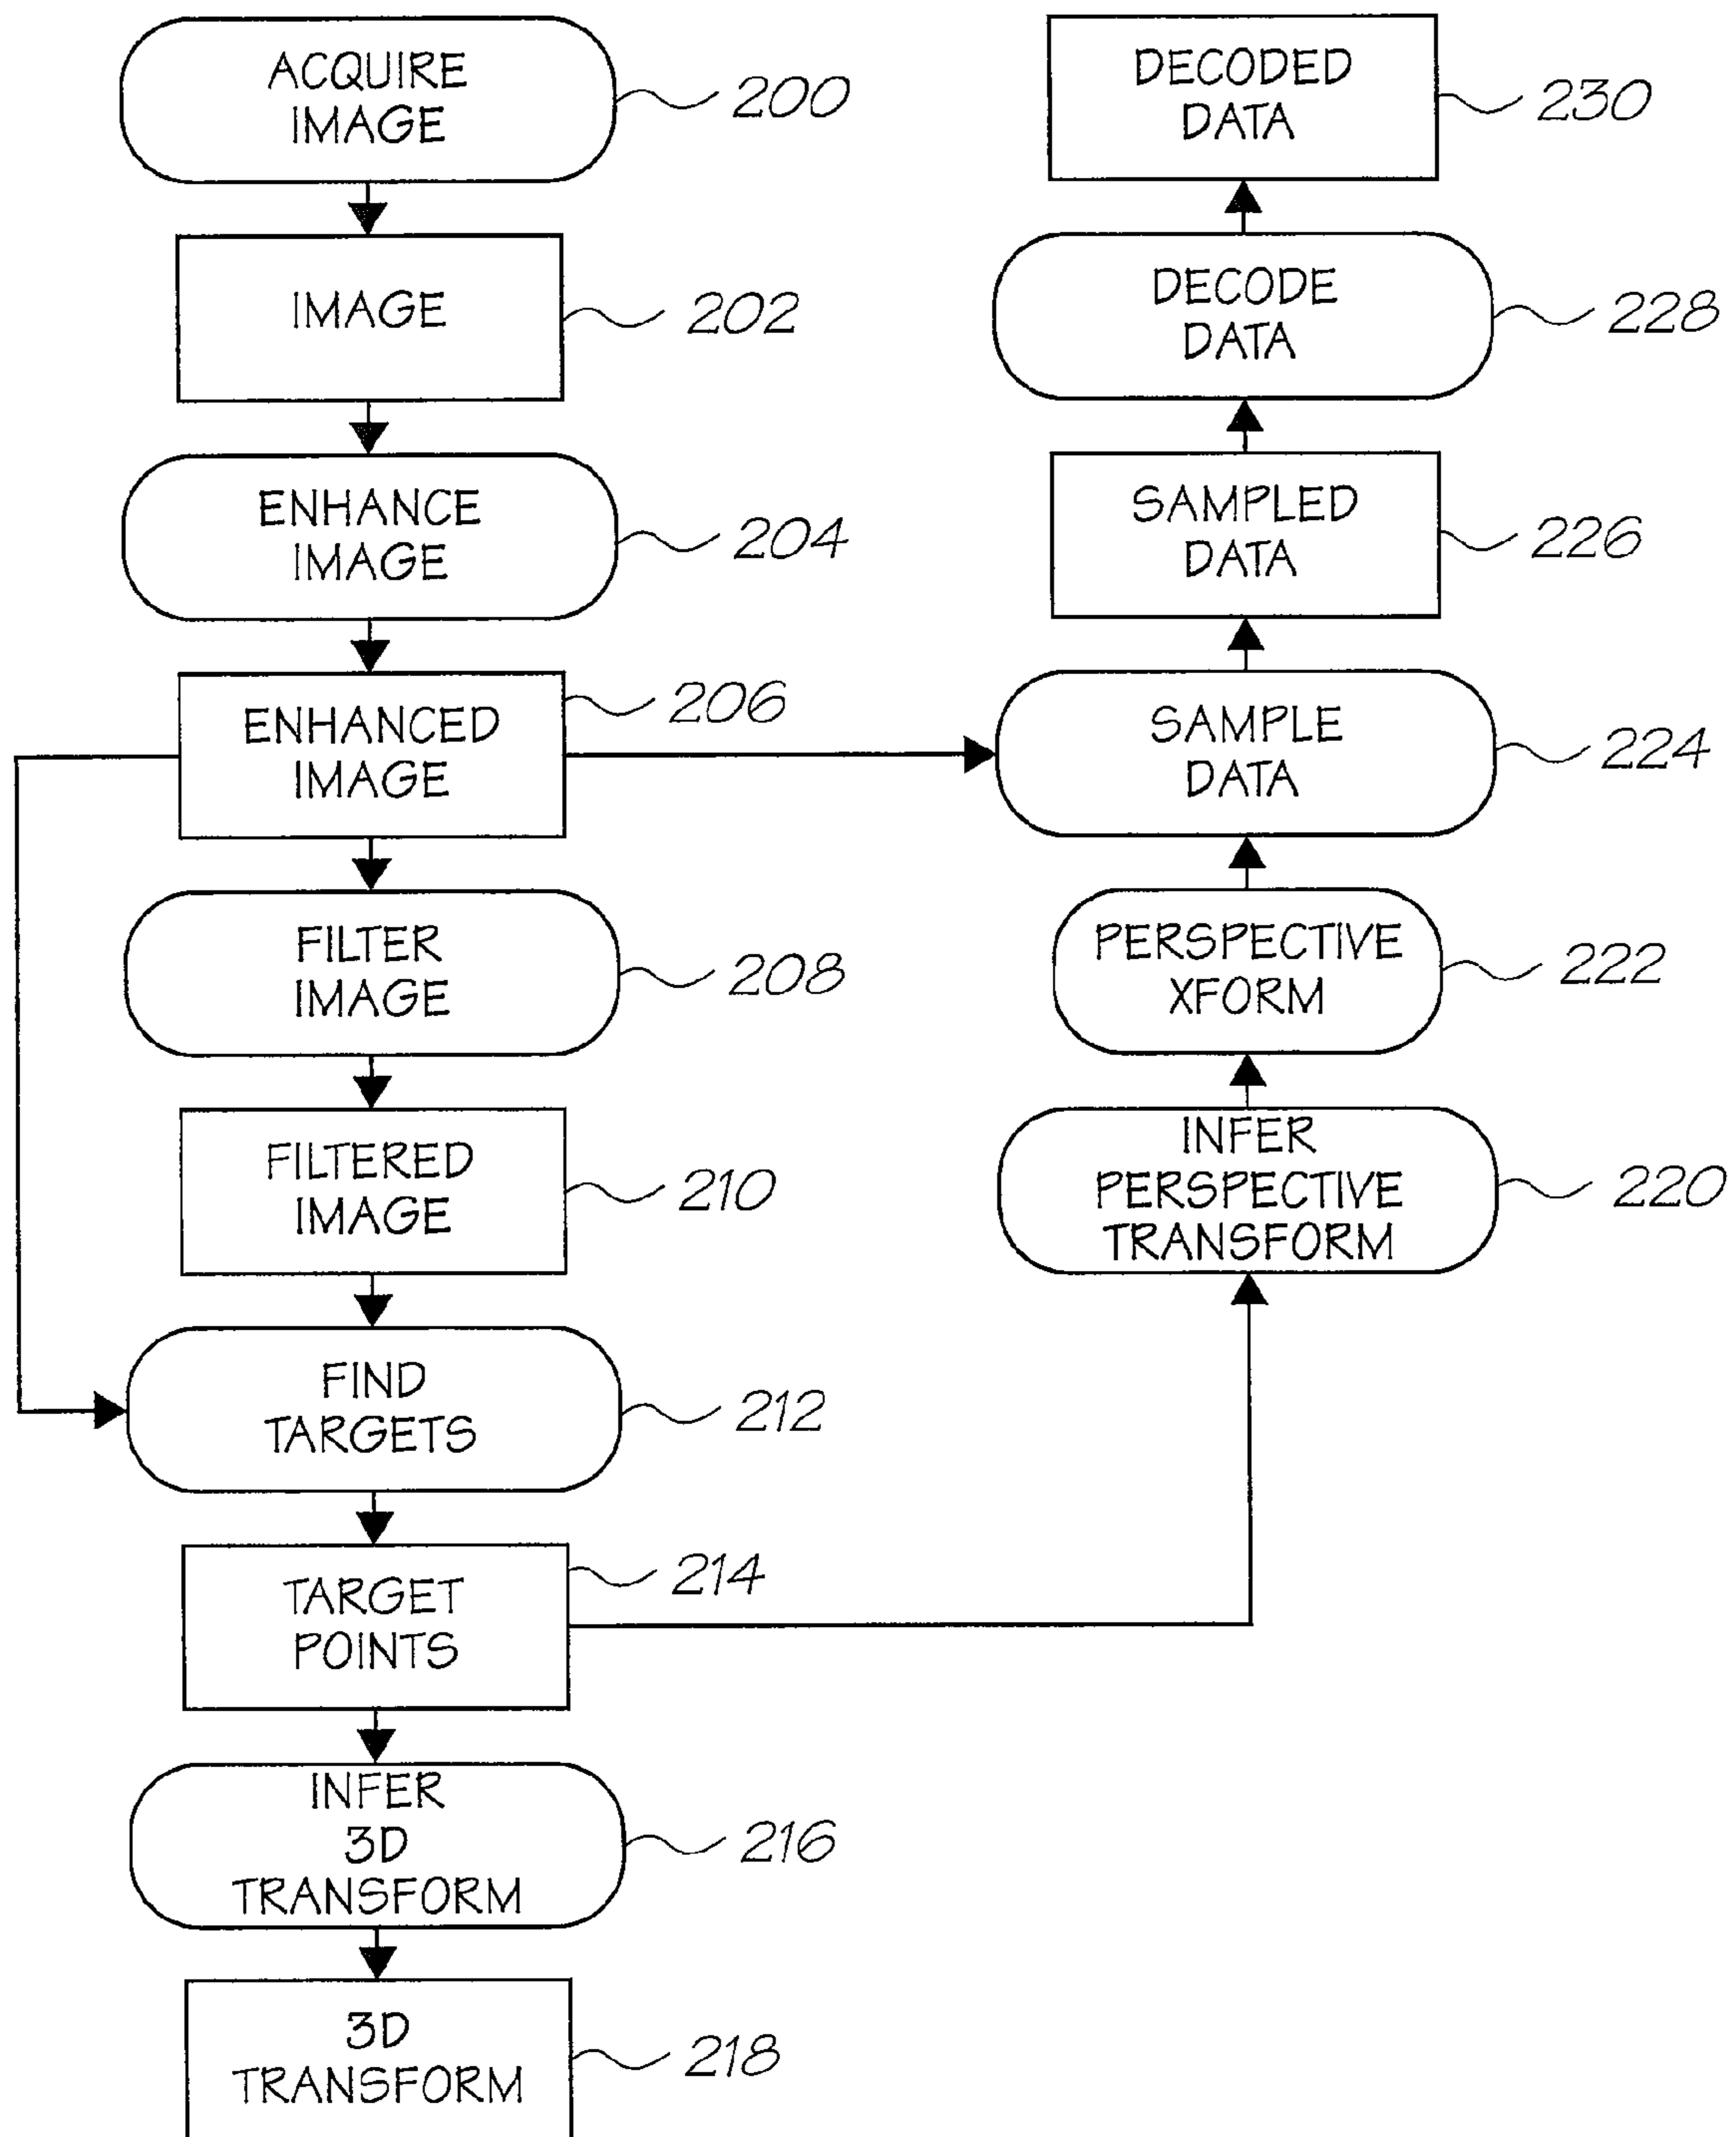 ACQUIRE
IMAGE
200
IMAGE
202
ENHANCE
IMAGE
204
ENHANCED
IMAGE
206
FILTER
IMAGE
208
FILTERED
IMAGE
210
FIND
TARGETS
212
TARGET
POINTS
214
INFER
3D
TRANSFORM
216
3D
TRANSFORM
218
DECODED
DATA
230
DECODE
DATA
228
SAMPLED
DATA
226
SAMPLE
DATA
224
PERSPECTIVE
XFORM
222
INFER
PERSPECTIVE
TRANSFORM
220